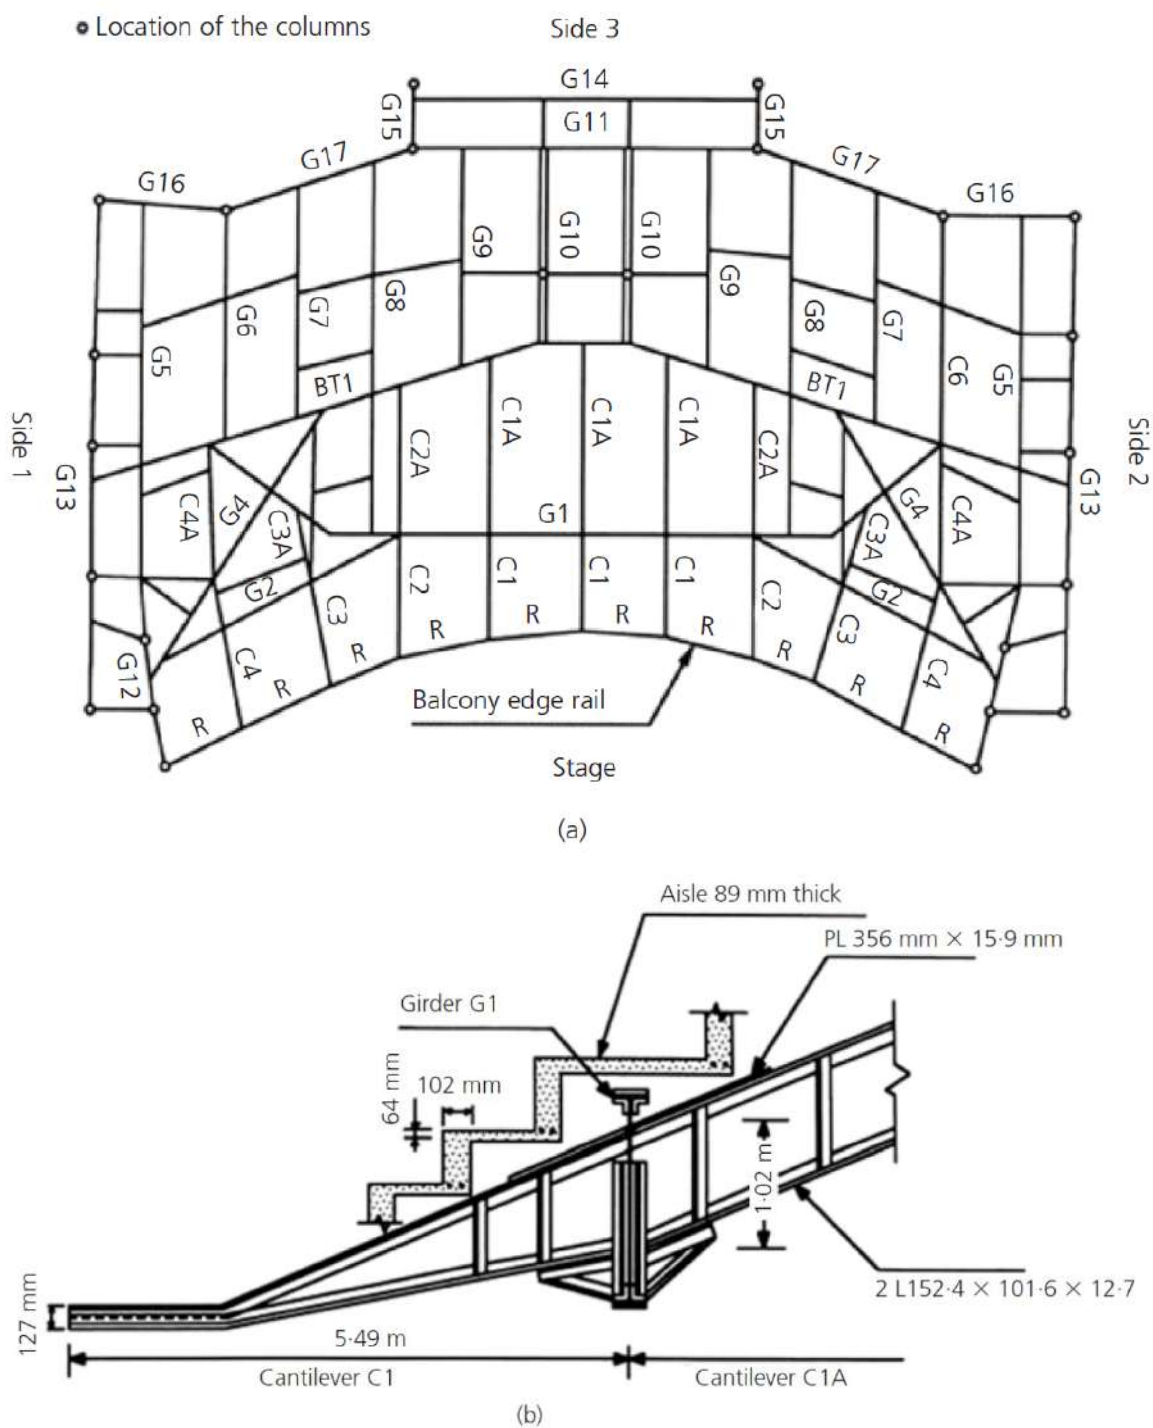 Location of the columns
Side 3
G14
G15
G11
G15
G17
G17
G16
G16
G9
G10
G10
G9
G6
G7
G8
G8
G7
G5
C6
G5
BT1
BT1
Side 1
Side 2
C1A
C1A
C1A
C2A
C2A
G13
G13
C4A
G4
C3A
G1
C3A
G4
C4A
G2
G2
C2
C1
C1
C1
C2
C3
C3
C4
C4
G12
R
R
R
R
R
R
R
R
R
R
Balcony edge rail
Stage
(a)
Aisle 89 mm thick
PL 356 mm × 15·9 mm
Girder G1
64 mm
102 mm
1·02 m
2 L152·4 × 101·6 × 12·7
127 mm
5·49 m
Cantilever C1
Cantilever C1A
(b)